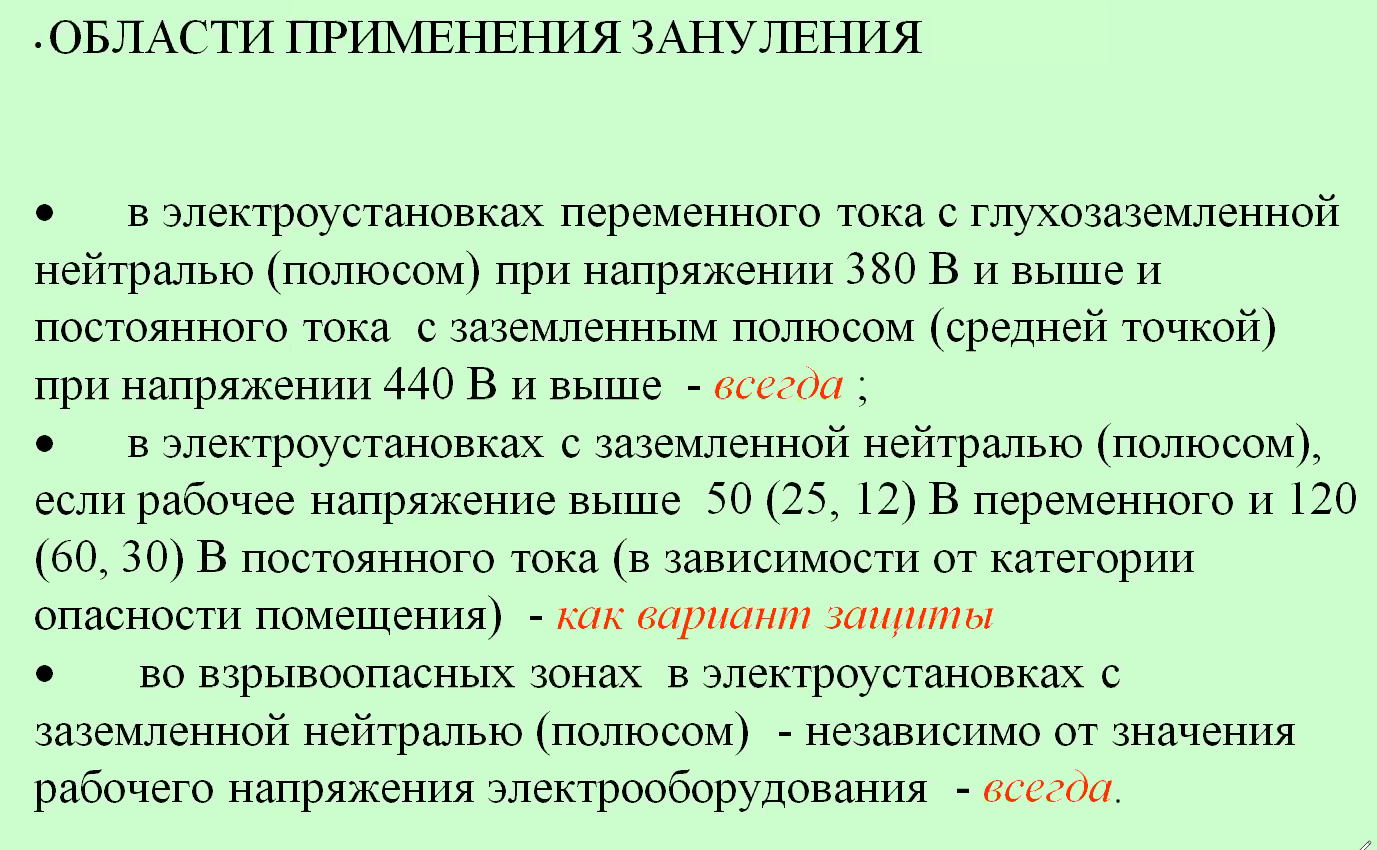 • ОБЛАСТИ ПРИМЕНЕНИЯ ЗАНУЛЕНИЯ
• в электроустановках переменного тока с глухозаземленной
нейтралью (полюсом) при напряжении 380 В и выше и
постоянного тока с заземленным полюсом (средней точкой)
при напряжении 440 В и выше - всегда ;
• в электроустановках с заземленной нейтралью (полюсом),
если рабочее напряжение выше 50 (25, 12) В переменного и 120
(60, 30) В постоянного тока (в зависимости от категории
опасности помещения) - как вариант защиты
• во взрывоопасных зонах в электроустановках с
заземленной нейтралью (полюсом) - независимо от значения
рабочего напряжения электрооборудования - всегда.